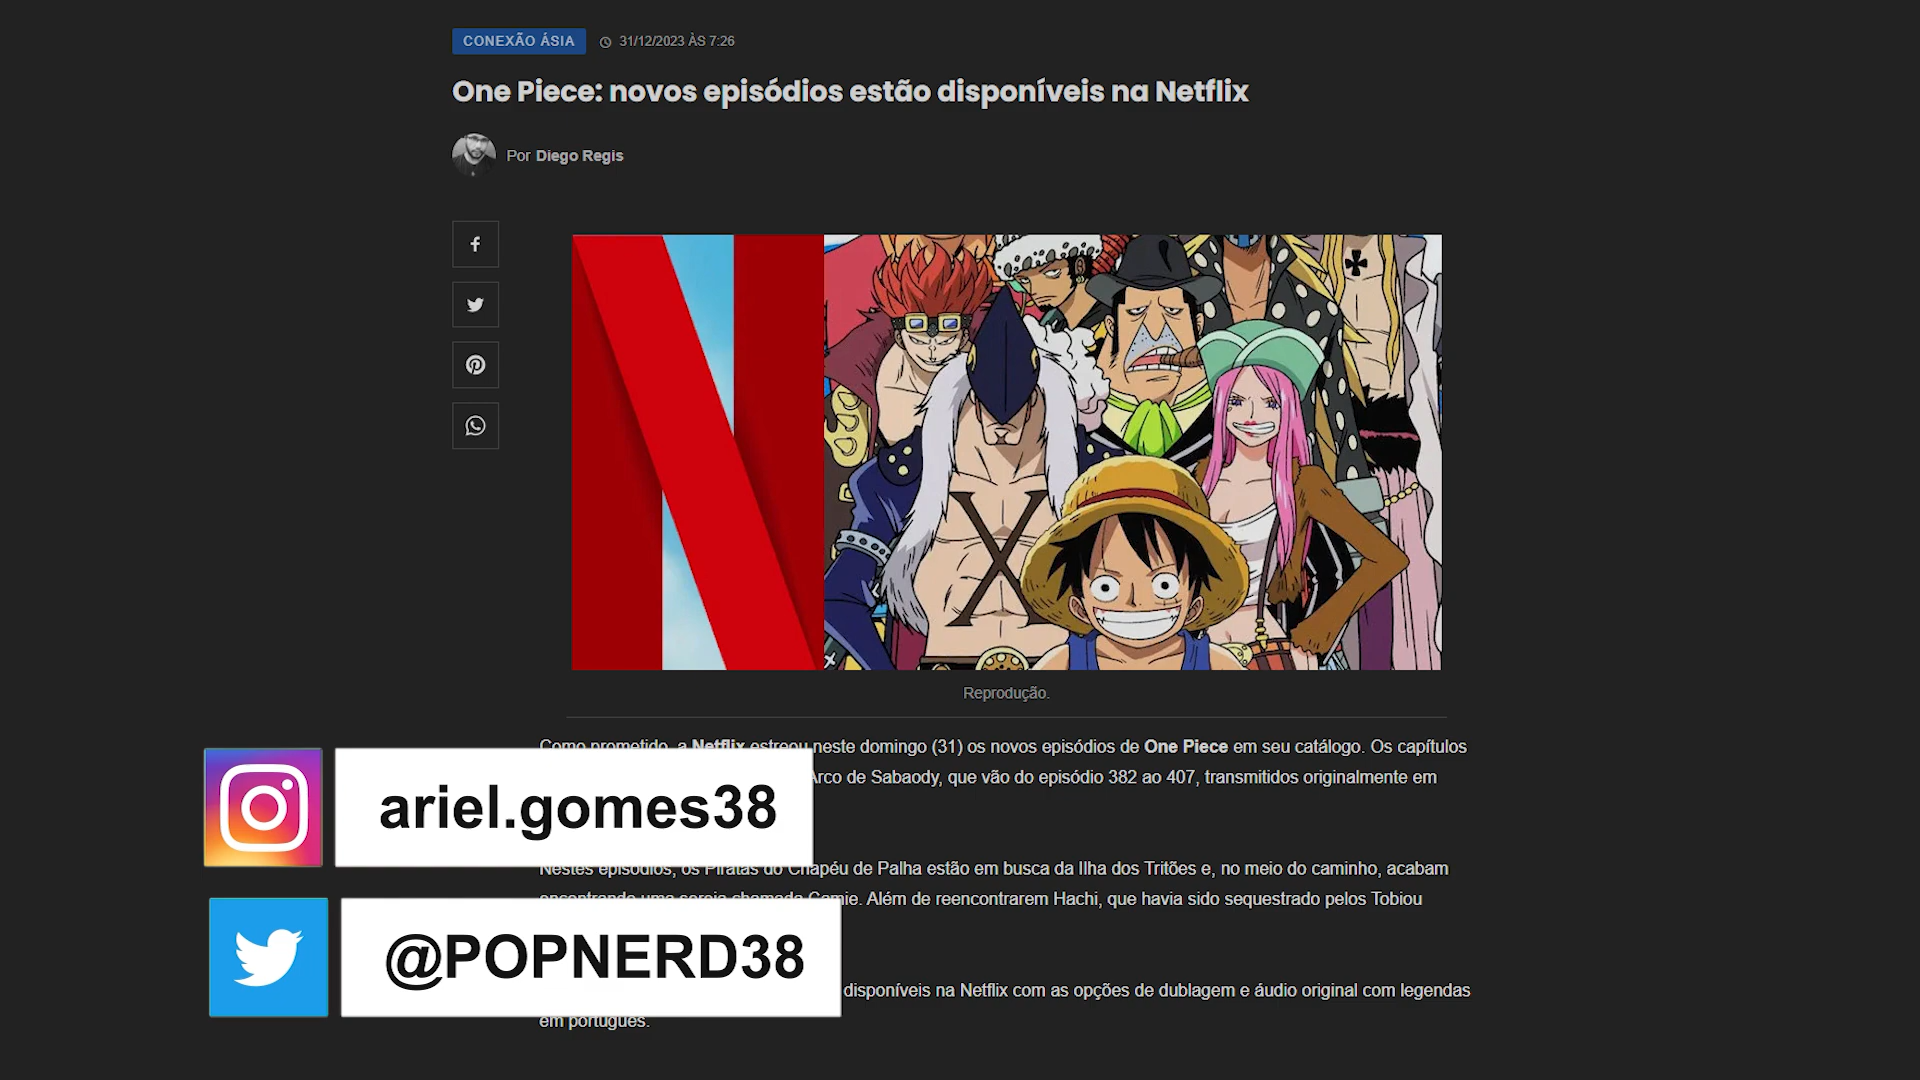 CONEXÃO ÁSIA 31/12/2023 ÀS 7:26
One Piece: novos episódios estão disponíveis na Netflix
Por Diego Regis
X
Reprodução.
Como prometido, a Netflix estreou neste domingo (31) os novos episódios de One Piece em seu catálogo. Os capítulos
Arco de Sabaody, que vão do episódio 382 ao 407, transmitidos originalmente em
ariel.gomes38
Nestes episódios, os Piratas do Chapéu de Palha estão em busca da Ilha dos Tritões e, no meio do caminho, acabam
encontrando uma sereia chamada Camie. Além de reencontrarem Hachi, que havia sido sequestrado pelos Tobiou
@POPNERD38
disponíveis na Netflix com as opções de dublagem e áudio original com legendas
em português.